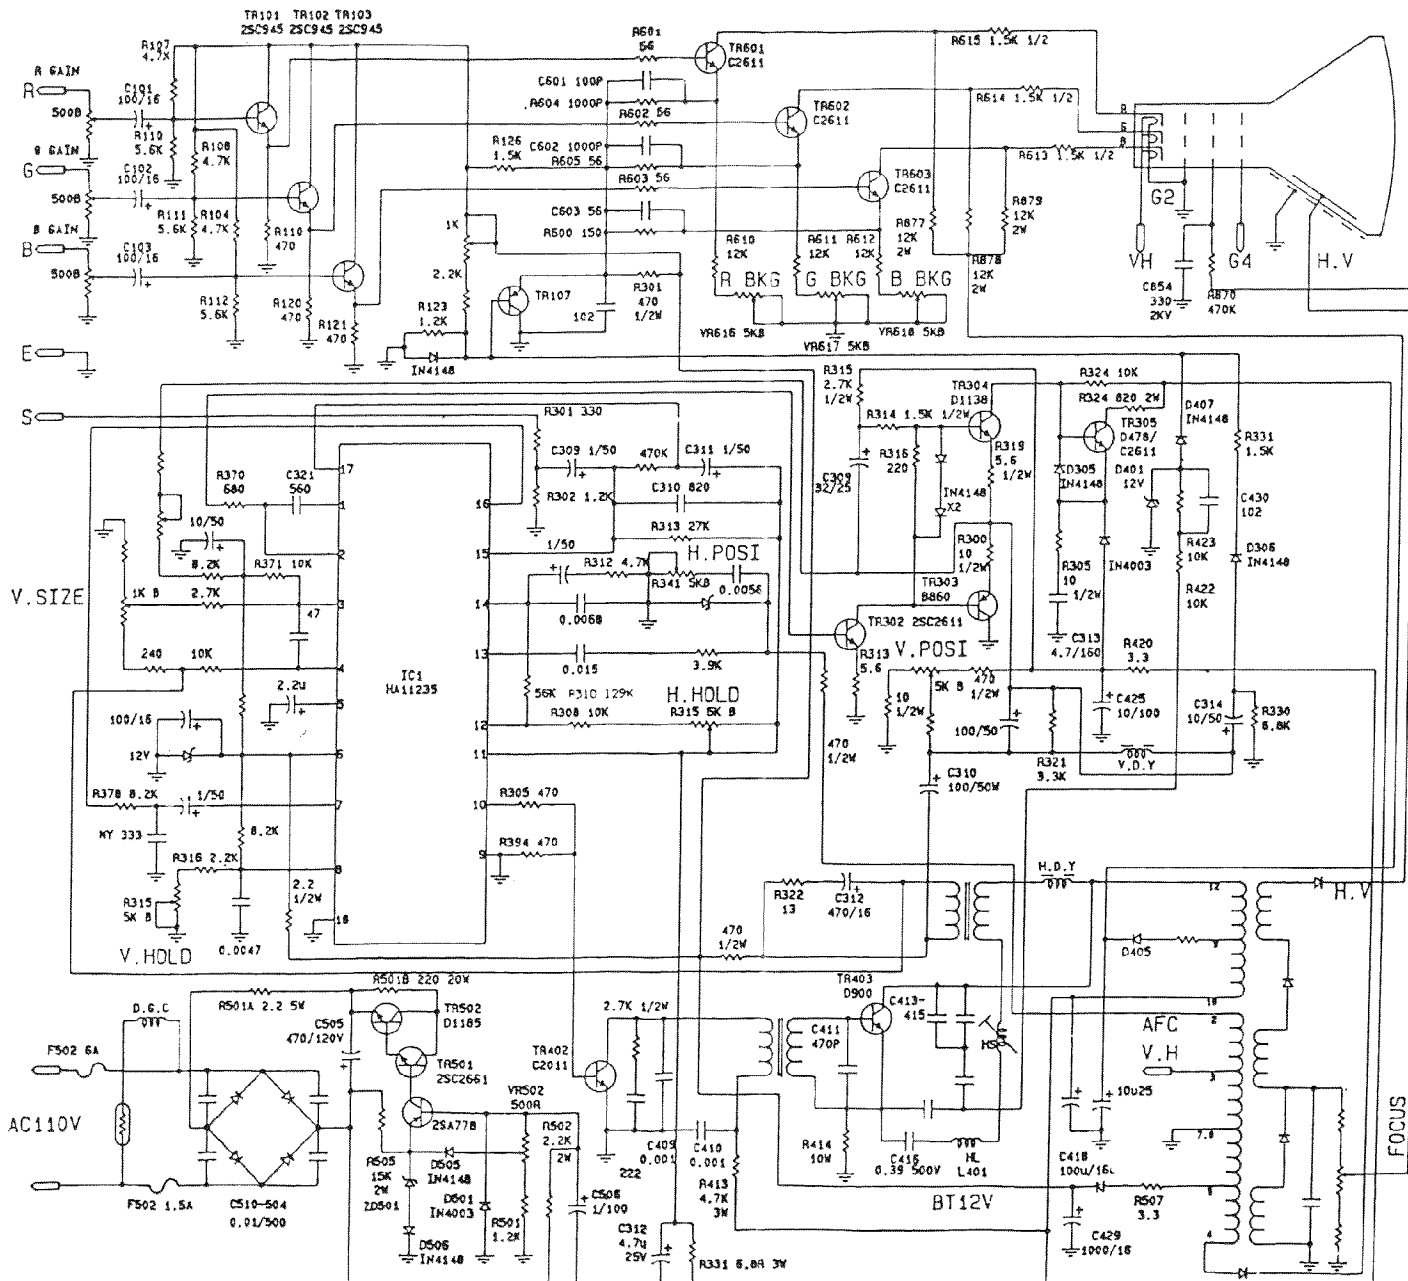 TR101 TR102 TR103
2SC945 2SC945 2SC945
R107
4.7K
R GAIN
R
500B
C101
100/16
R110
5.6K
R108
4.7K
G GAIN
G
500B
C102
100/16
R111
5.6K
R104
4.7K
R110
470
B GAIN
B
500B
C103
100/16
R112
5.6K
R120
470
R121
470
E
S
R126
1.5K
1K
2.2K
R123
1.2K
IN4148
TR107
102
R301
470
1/2W
R601
56
C601 100P
R604 1000P
R602 56
C602 1000P
R605 56
R603 56
C603 56
R600 150
TR601
C2611
TR602
C2611
TR603
C2611
R610
12K
R611
12K
R612
12K
R BKG
G BKG
B BKG
VR616 5KB
VR617 5KB
VR618 5KB
R877
12K
2W
R878
12K
2W
R879
12K
2W
R615 1.5K 1/2
R614 1.5K 1/2
R613 1.5K 1/2
R
G
B
G2
VH
G4
H.V
C854
330
2KV
R870
470K
V.SIZE
1K B
240
10K
2.7K
8.2K
R371 10K
47
10/50
R370
680
C321
560
2.2u
100/16
12V
R378 8.2K
1/50
NY 333
8.2K
R316 2.2K
R315
5K B
V.HOLD
0.0047
2.2
1/2W
IC1
HA11235
17
1
2
3
4
5
6
7
8
18
16
15
14
13
12
11
10
9
R301 330
C309 1/50
470K
C311 1/50
R302 1.2K
C310 820
R313 27K
H.POSI
1/50
R312 4.7K
R341 5KB
0.0056
0.0068
0.015
3.9K
56K
R310 129K
R308 10K
H.HOLD
R315 5K B
R305 470
R394 470
R315
2.7K
1/2W
R314 1.5K 1/2W
C309
32/25
R316
220
IN4148
X2
TR304
D1138
R319
5.6
1/2W
R300
10
1/2W
TR303
B860
TR302 2SC2611
R313
5.6
V.POSI
5K B
470
1/2W
10
1/2W
470
1/2W
100/50
R321
3.3K
C310
100/50W
V.D.Y
R324 10K
R324 820 2W
TR305
D478/
C2611
D305
IN4148
R305
10
1/2W
IN4003
C313
4.7/160
R420
3.3
C425
10/100
D407
IN4148
D401
12V
C430
102
R423
10K
R422
10K
R331
1.5K
D306
IN4148
C314
10/50
R330
6.8K
R322
13
C312
470/16
470
1/2W
H.D.Y
H.V
D405
12
9
10
2
3
7.8
5
4
AFC
V.H
10u25
C418
100u/16L
R507
3.3
C429
1000/16
FOCUS
BT12V
TR403
D900
C413-
415
HS
C411
470P
R414
10W
C416
0.39 500V
HL
L401
2.7K 1/2W
TR402
C2011
222
C409
0.001
C410
0.001
R413
4.7K
3W
R501B 220 20W
R501A 2.2 5W
TR502
D1185
C505
470/120V
TR501
2SC2661
2SA778
VR502
500R
R502
2.2K
2W
D505
IN4148
D501
IN4003
R505
15K
2W
ZD501
D506
IN4148
R501
1.2K
C506
1/100
C312
4.7u
25V
R331 6.8R 3W
D.G.C
F502 6A
AC110V
F502 1.5A
C510-504
0.01/500